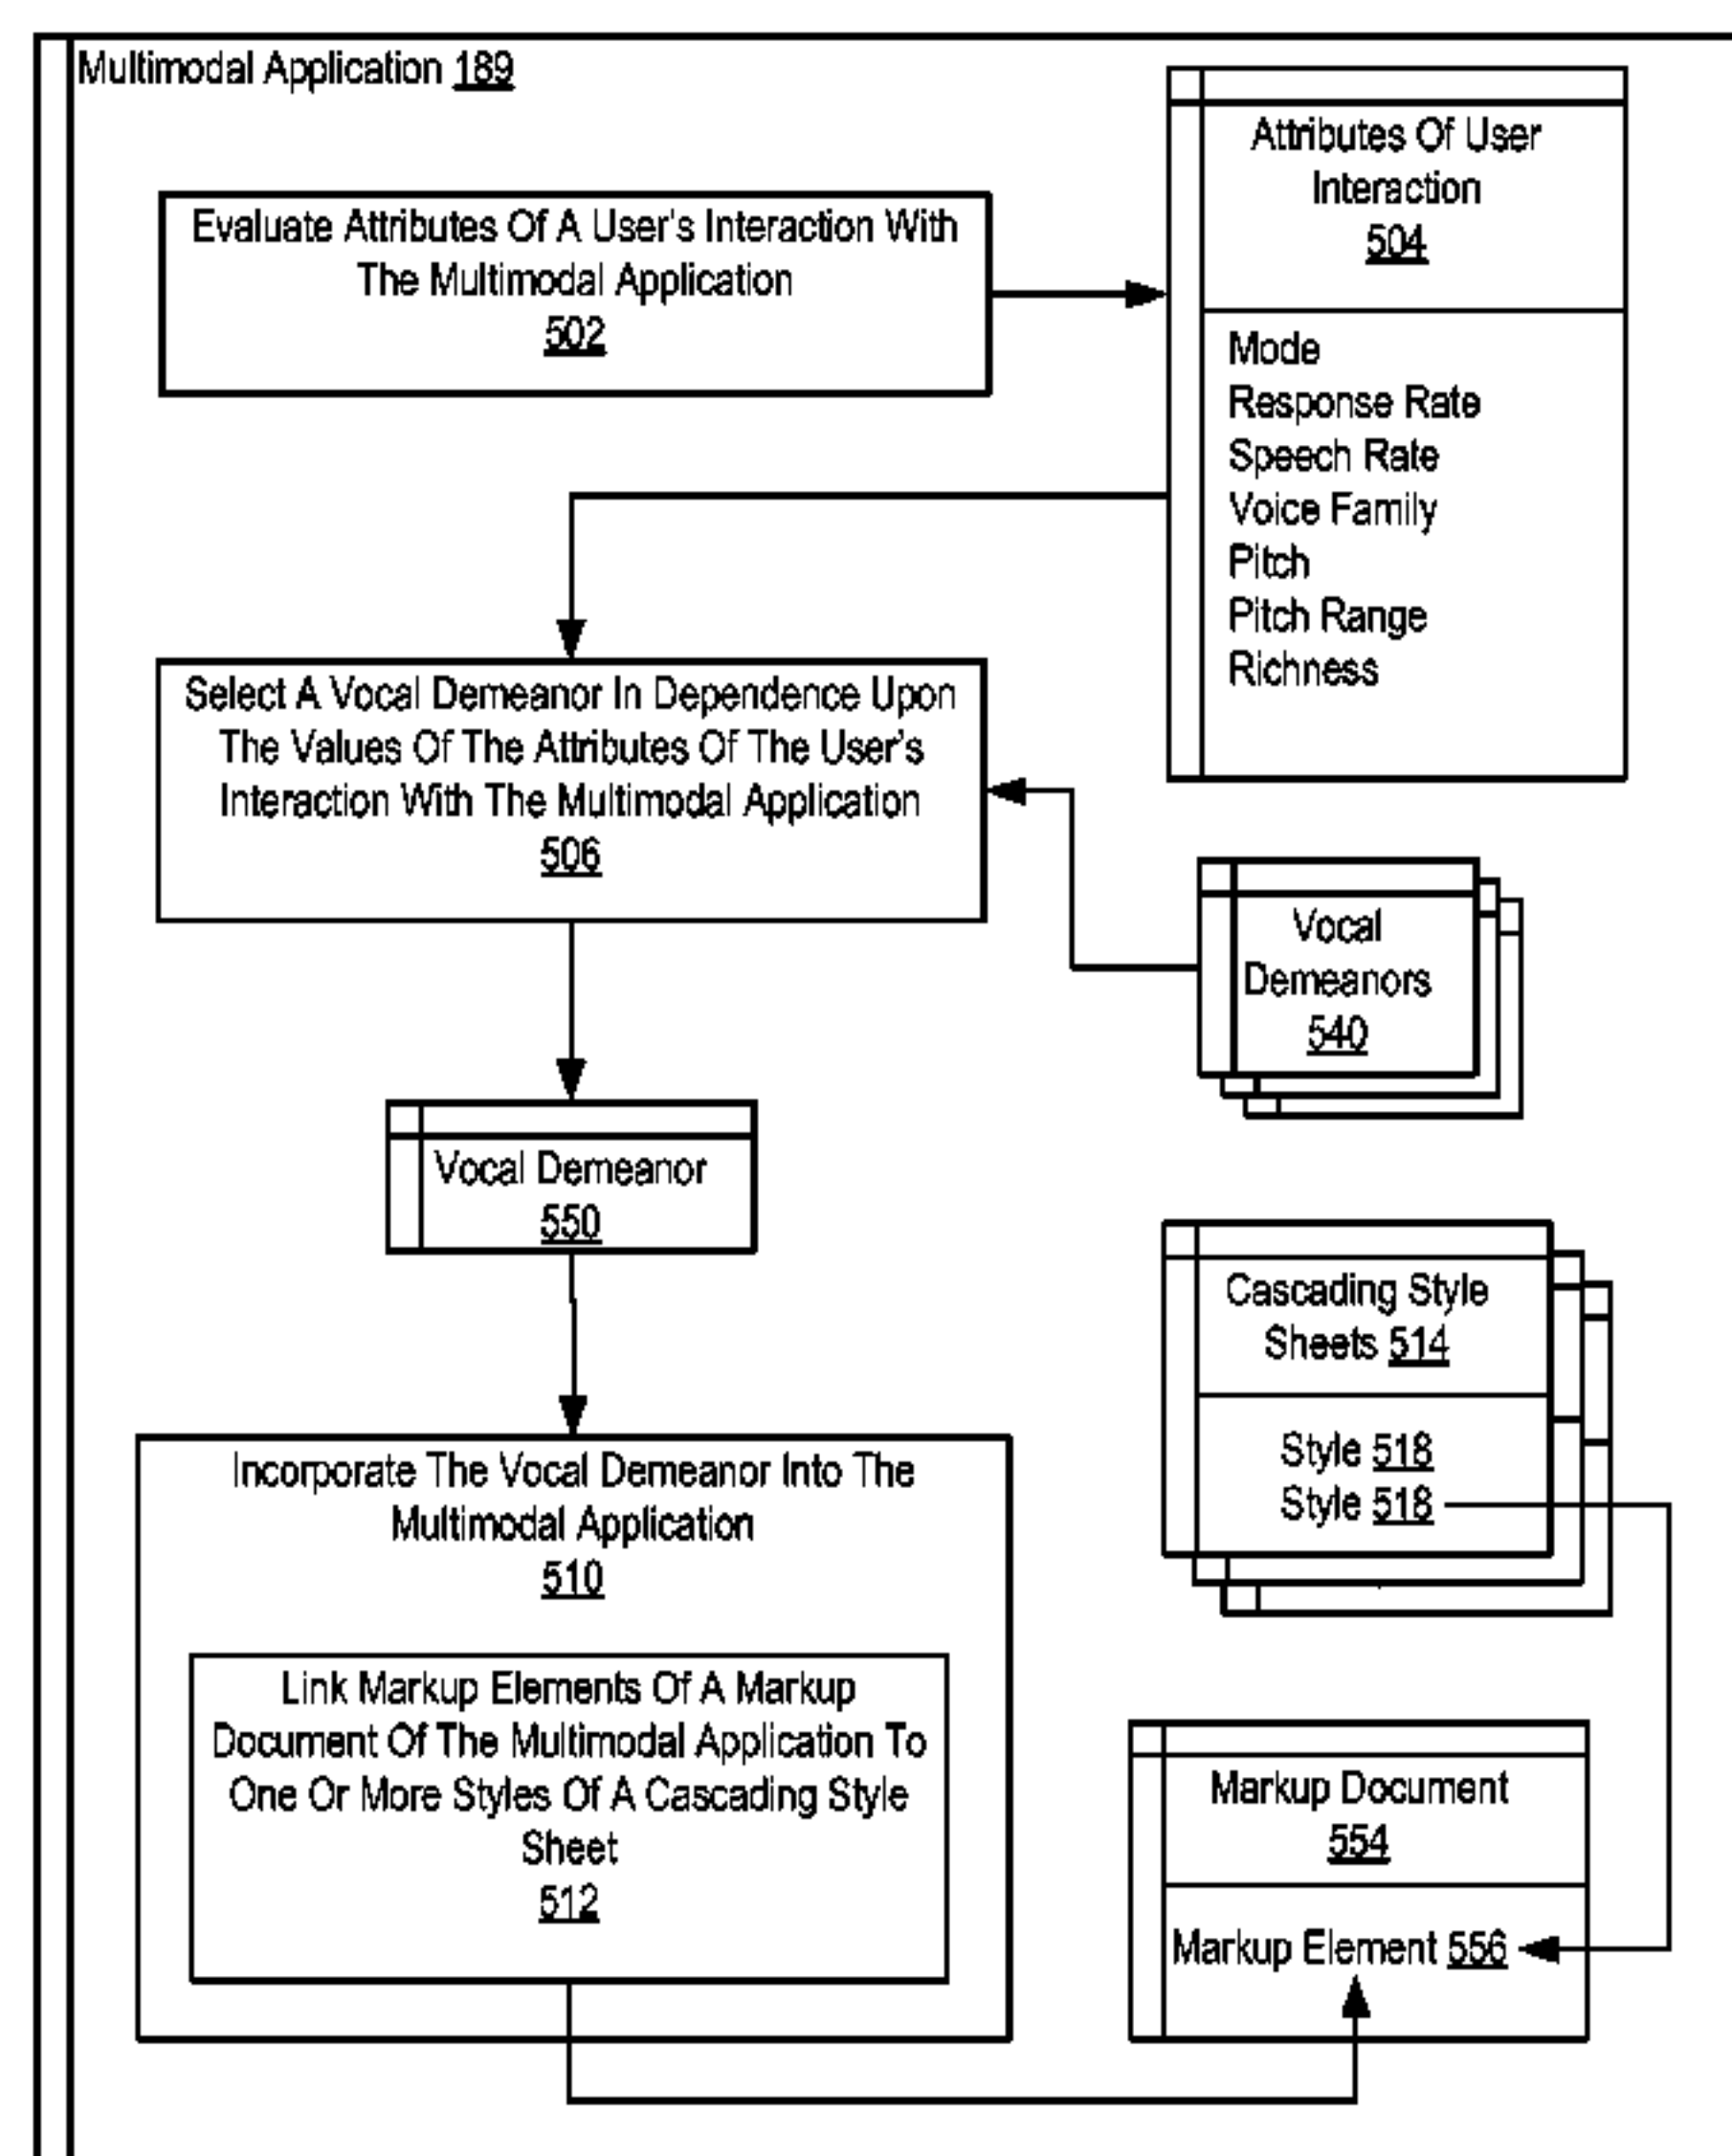 Multimodal Application 189
Evaluate Attributes Of A User's Interaction With
The Multimodal Application
502
Attributes Of User
Interaction
504
Mode
Response Rate
Speech Rate
Voice Family
Pitch
Pitch Range
Richness
Select A Vocal Demeanor In Dependence Upon
The Values Of The Attributes Of The User's
Interaction With The Multimodal Application
506
Vocal
Demeanors
540
Vocal Demeanor
550
Cascading Style
Sheets 514
Style 518
Style 518
Incorporate The Vocal Demeanor Into The
Multimodal Application
510
Link Markup Elements Of A Markup
Document Of The Multimodal Application To
One Or More Styles Of A Cascading Style
Sheet
512
Markup Document
554
Markup Element 556